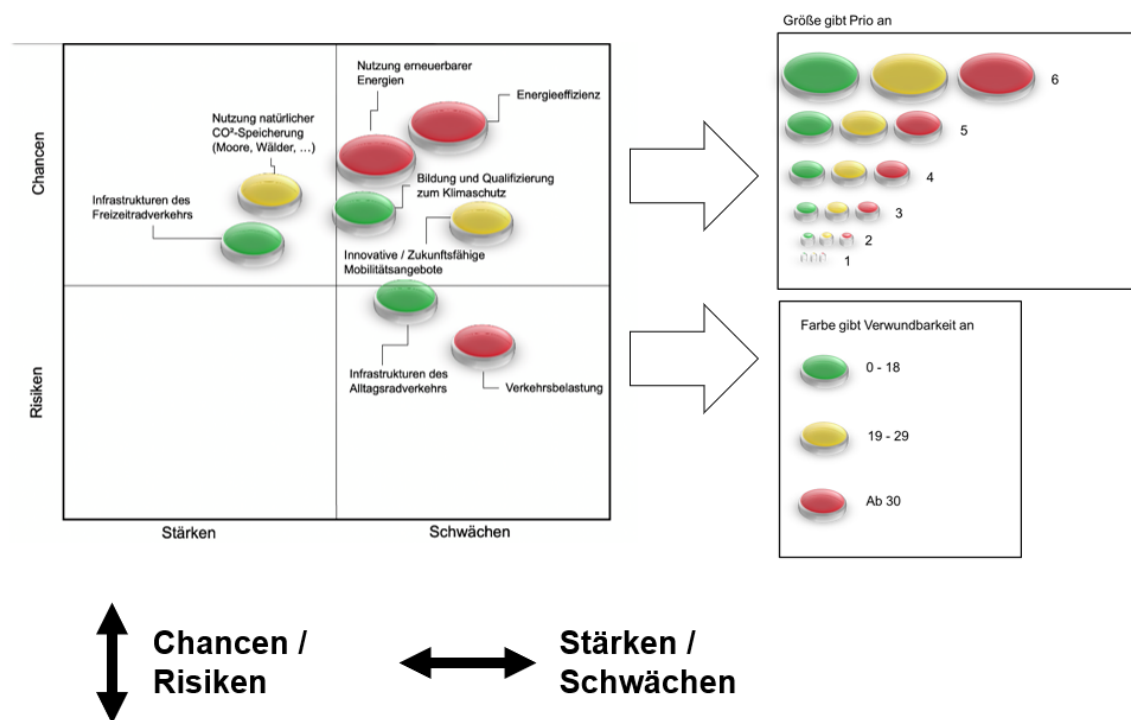 Größe gibt Prio an
6
5
4
3
2
1
Chancen
Risiken
Nutzung erneuerbarer
Energien
Energieeffizienz
Nutzung natürlicher
CO²-Speicherung
(Moore, Wälder, ...)
Bildung und Qualifizierung
zum Klimaschutz
Infrastrukturen des
Freizeitradverkehrs
Innovative / Zukunftsfähige
Mobilitätsangebote
Infrastrukturen des
Alltagsradverkehrs
Verkehrsbelastung
Stärken
Schwächen
Farbe gibt Verwundbarkeit an
0 - 18
19 - 29
Ab 30
Chancen /
Risiken
Stärken /
Schwächen